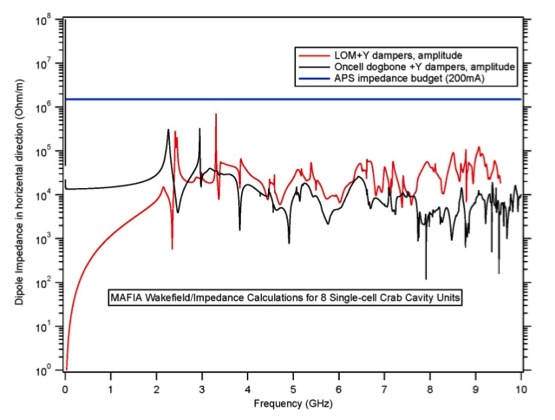 10^8
10^7
10^6
10^5
10^4
10^3
10^2
10^1
10^0
Dipole Impedance in horizental direction (Ohm/m)
LOM+Y dampers, amplitude
Oncell dogbone +Y dampers, amplitude
APS impedance budget (200mA)
MAFIA Wakefield/Impedance Calculations for 8 Single-cell Crab Cavity Units
0 1 2 3 4 5 6 7 8 9 10
Frequency (GHz)